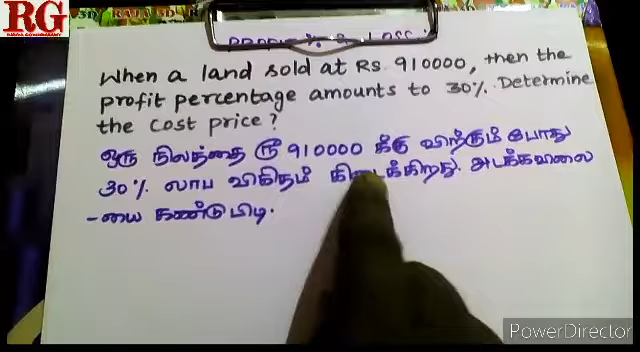 RG
PROFIT & LOSS
When a land sold at Rs 910000, then the
profit percentage amounts to 30%. Determine
the cost price?
ஒரு நிலத்தை ரூ 910000 க்கு விற்கும் போது
30% லாப விகிதம் கிடைக்கிறது. அடக்கவிலை
-யை கண்டுபிடி.
PowerDirector